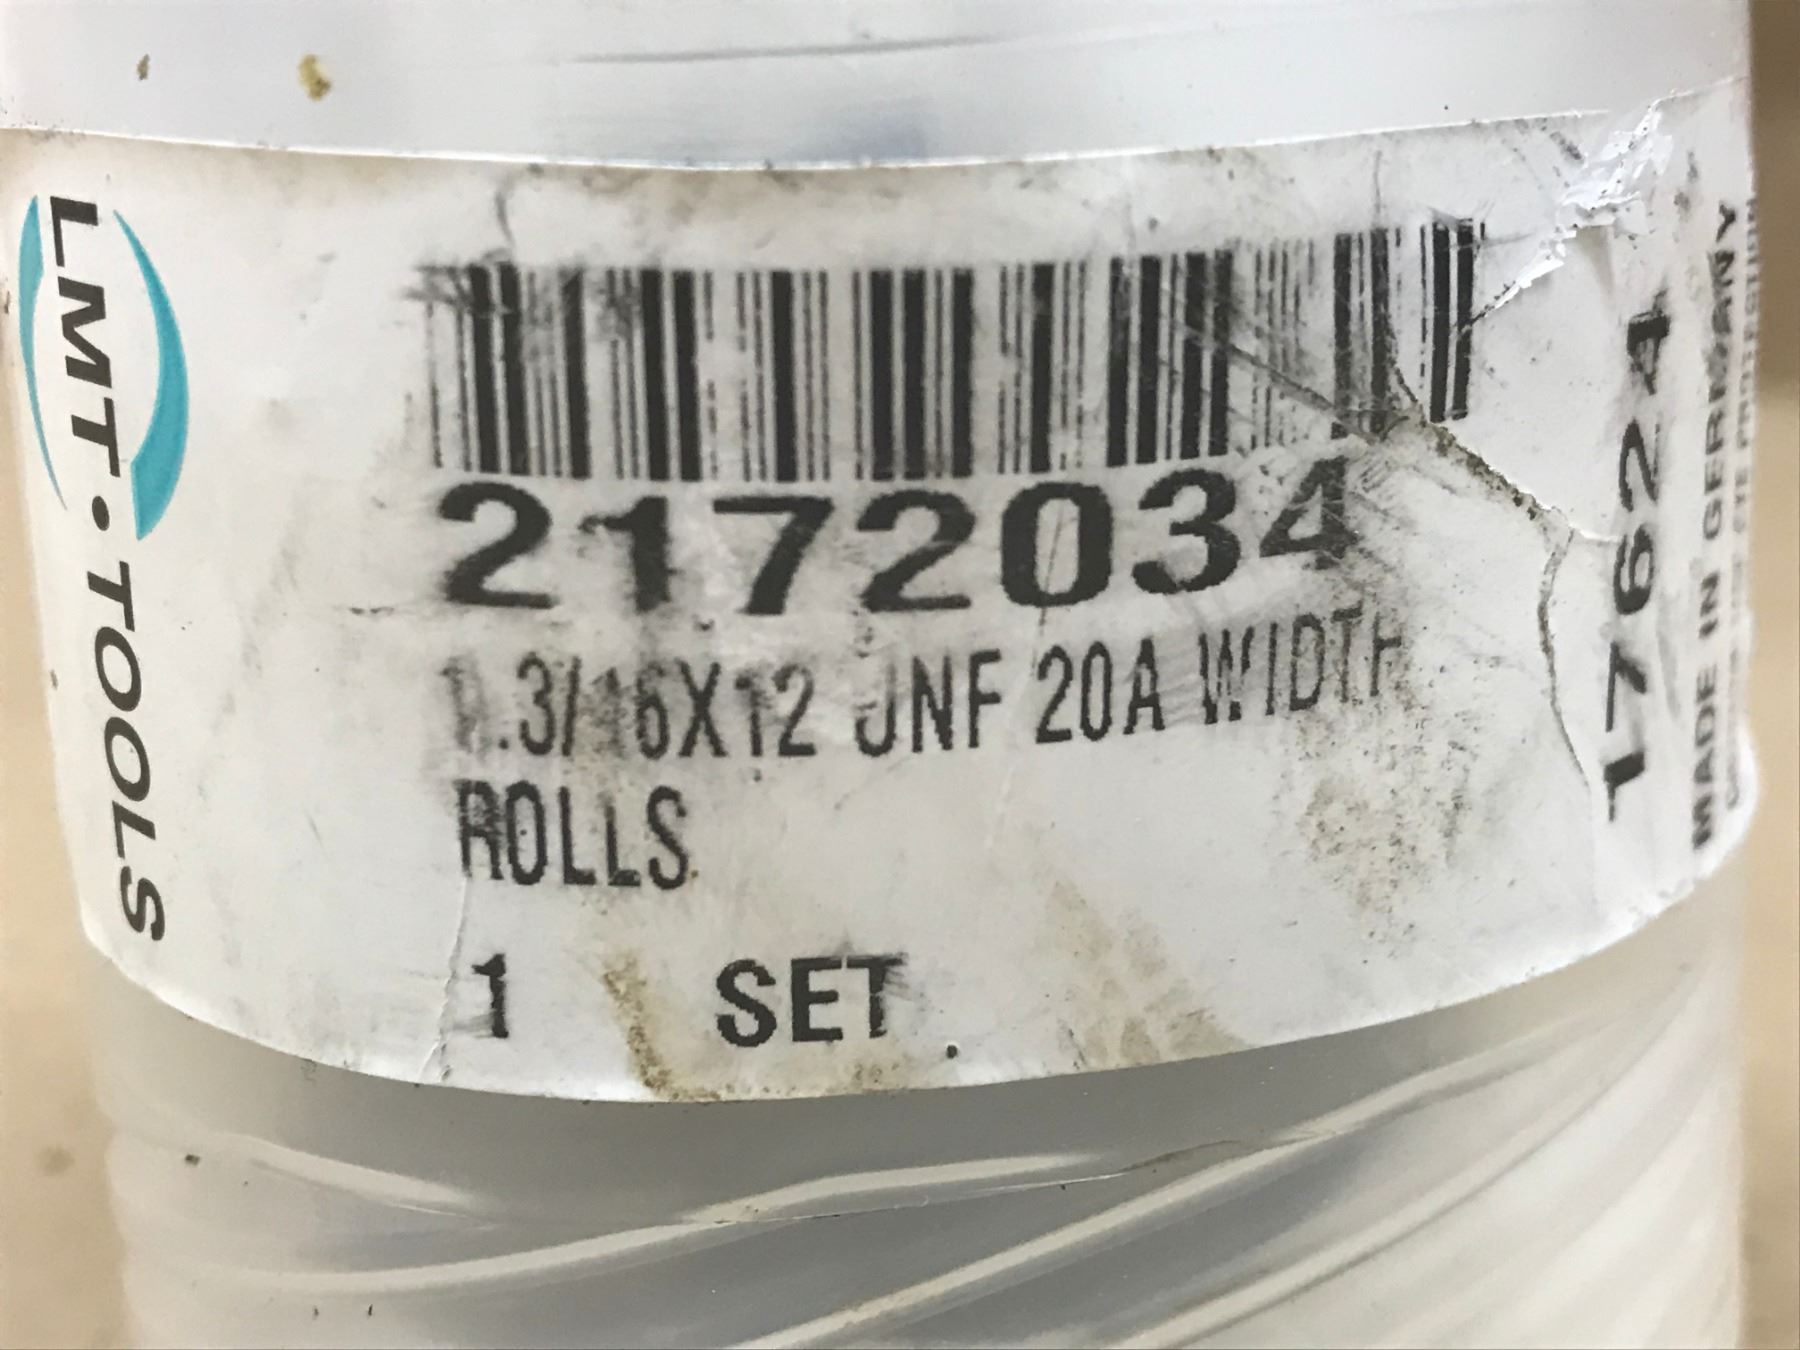 LMT•TOOLS
2172034
1.3/16X12 UNF 20A WIDTH
ROLLS
1 SET
17624
MADE IN GERMANY